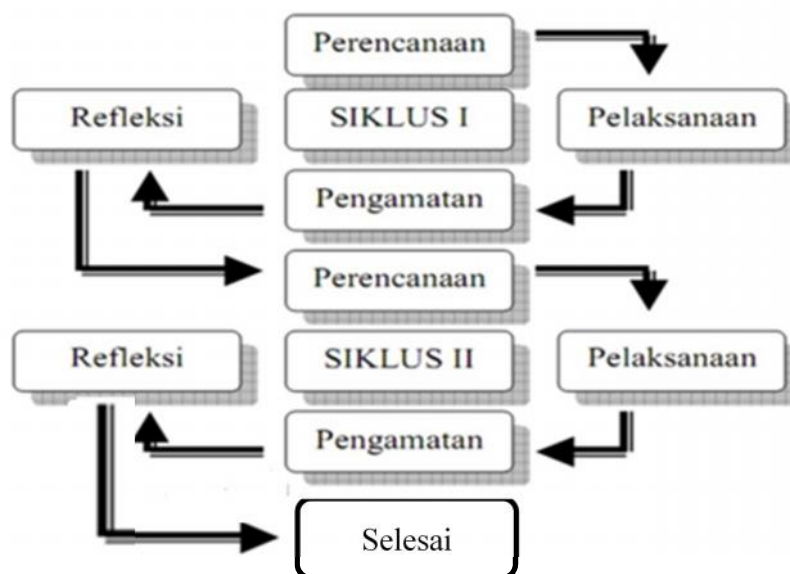 Perencanaan
Refleksi
SIKLUS I
Pelaksanaan
Pengamatan
Perencanaan
Refleksi
SIKLUS II
Pelaksanaan
Pengamatan
Selesai